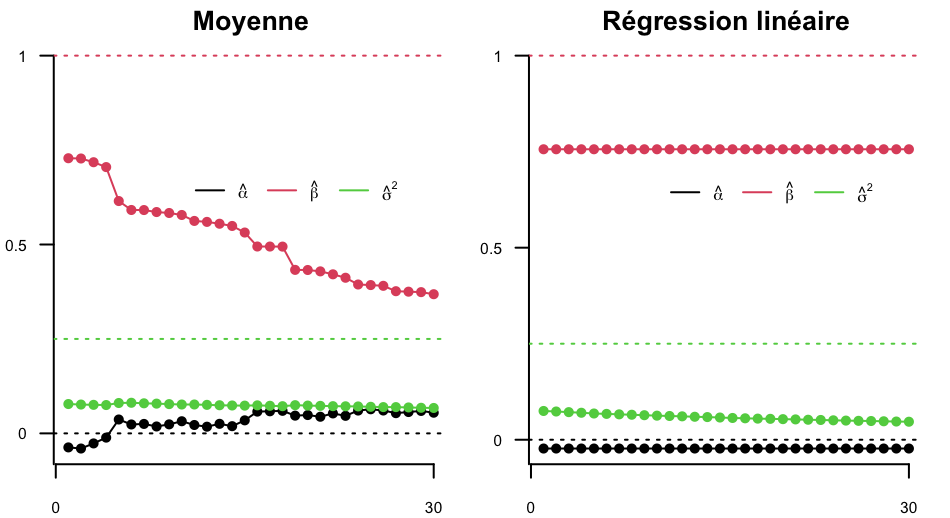 Moyenne
1
0.5
0
α̂ β̂ σ̂²
0 30
Régression linéaire
1
0.5
0
α̂ β̂ σ̂²
0 30